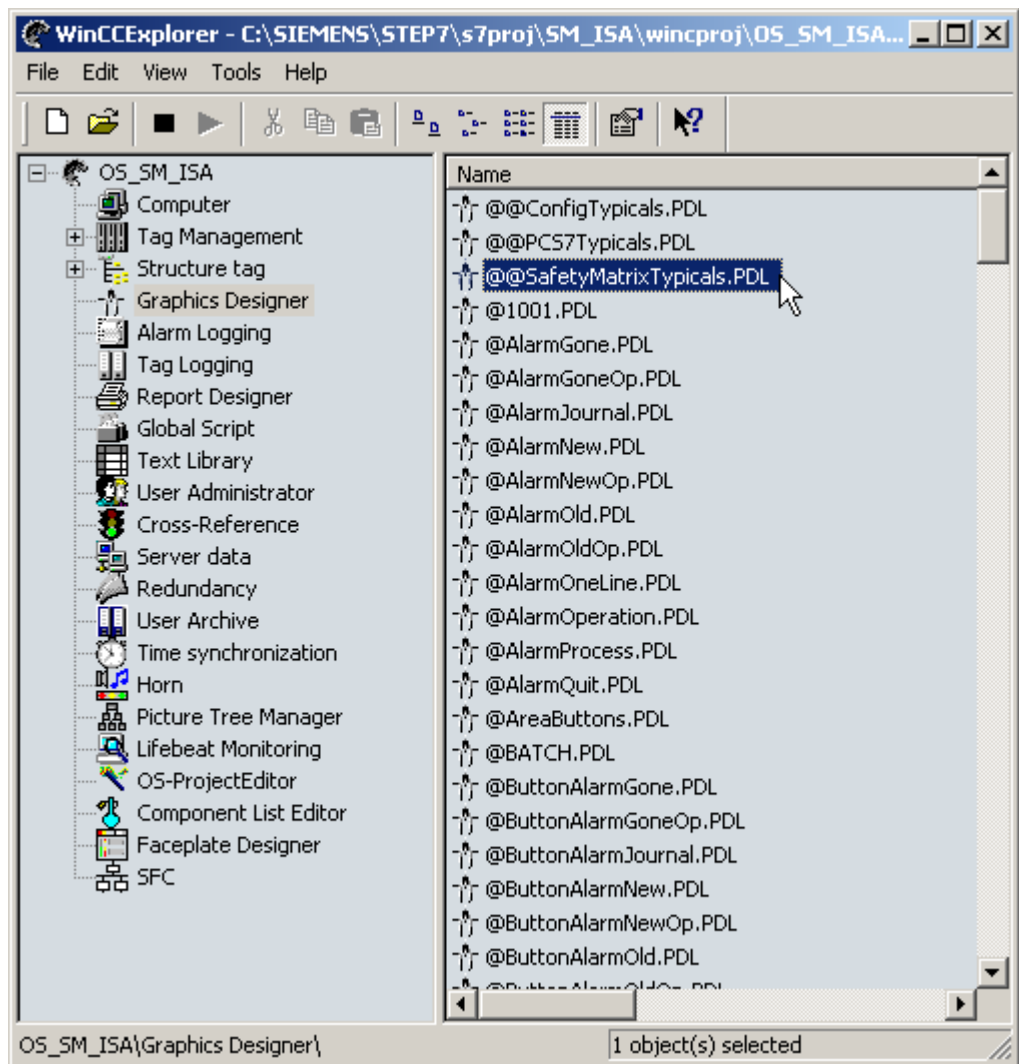 WinCCExplorer - C:\SIEMENS\STEP7\s7proj\SM_ISA\wincproj\OS_SM_ISA...
File Edit View Tools Help
OS_SM_ISA
Computer
Tag Management
Structure tag
Graphics Designer
Alarm Logging
Tag Logging
Report Designer
Global Script
Text Library
User Administrator
Cross-Reference
Server data
Redundancy
User Archive
Time synchronization
Horn
Picture Tree Manager
Lifebeat Monitoring
OS-ProjectEditor
Component List Editor
Faceplate Designer
SFC
Name
@@ConfigTypicals.PDL
@@PCS7Typicals.PDL
@@SafetyMatrixTypicals.PDL
@1001.PDL
@AlarmGone.PDL
@AlarmGoneOp.PDL
@AlarmJournal.PDL
@AlarmNew.PDL
@AlarmNewOp.PDL
@AlarmOld.PDL
@AlarmOldOp.PDL
@AlarmOneLine.PDL
@AlarmOperation.PDL
@AlarmProcess.PDL
@AlarmQuit.PDL
@AreaButtons.PDL
@BATCH.PDL
@ButtonAlarmGone.PDL
@ButtonAlarmGoneOp.PDL
@ButtonAlarmJournal.PDL
@ButtonAlarmNew.PDL
@ButtonAlarmNewOp.PDL
@ButtonAlarmOld.PDL
OS_SM_ISA\Graphics Designer\
1 object(s) selected